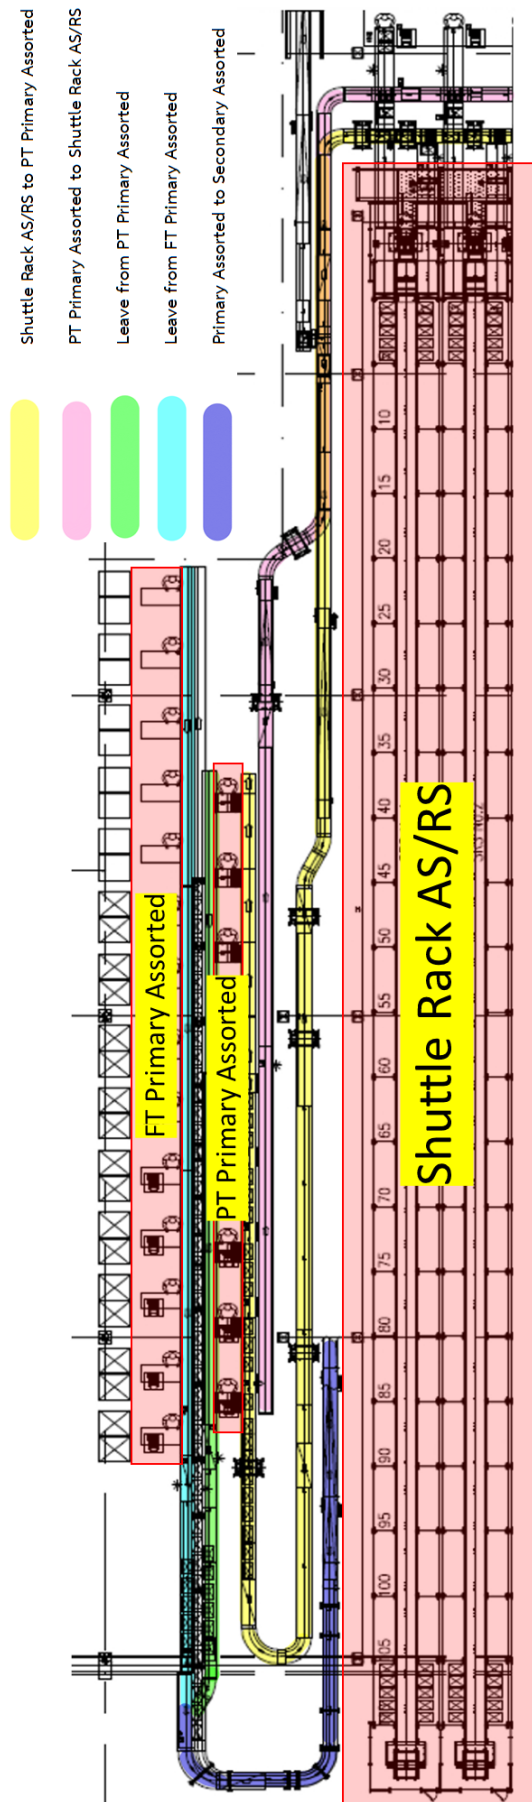 Shuttle Rack AS/RS to PT Primary Assorted
PT Primary Assorted to Shuttle Rack AS/RS
Leave from PT Primary Assorted
Leave from FT Primary Assorted
Primary Assorted to Secondary Assorted
FT Primary Assorted
PT Primary Assorted
Shuttle Rack AS/RS
10
15
20
25
30
35
40
45
50
55
60
65
70
75
80
85
90
95
100
105